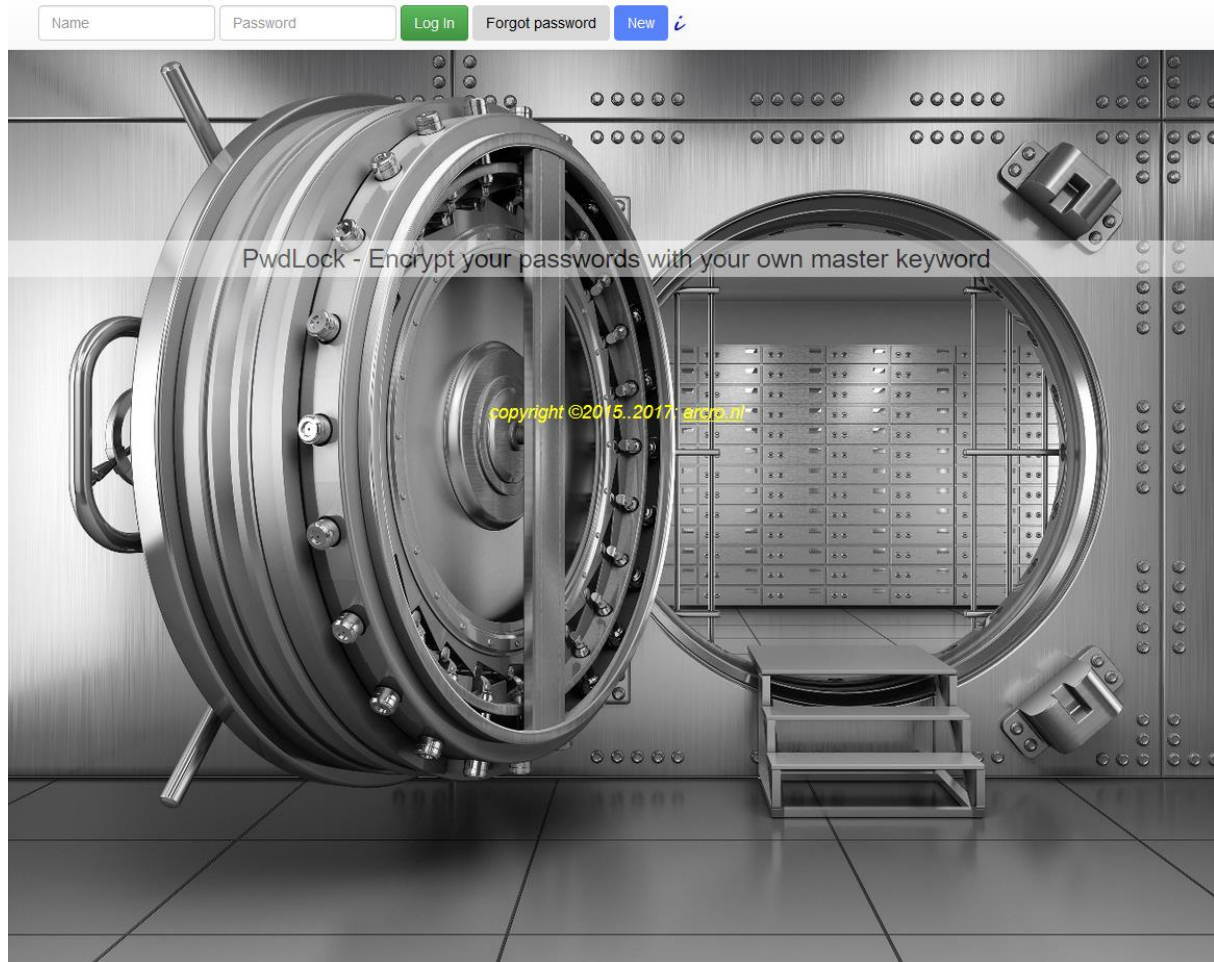 Name Password Log In Forgot password New i
PwdLock - Encrypt your passwords with your own master keyword
copyright ©2015..2017: arcro.nl